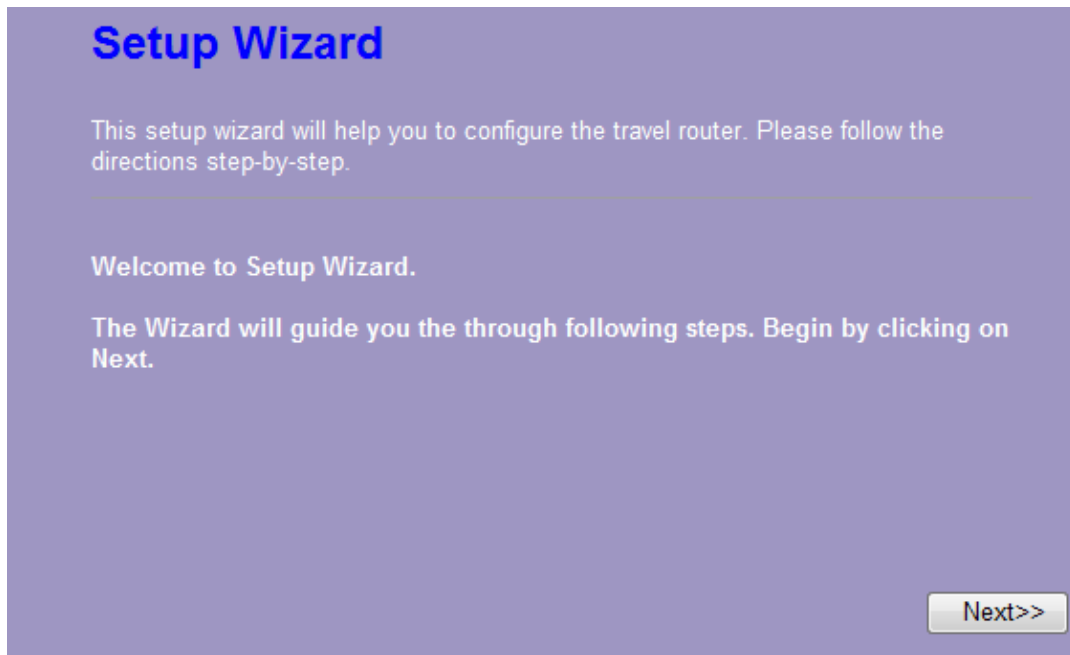 Setup Wizard
This setup wizard will help you to configure the travel router. Please follow the
directions step-by-step.
Welcome to Setup Wizard.
The Wizard will guide you the through following steps. Begin by clicking on
Next.
Next>>